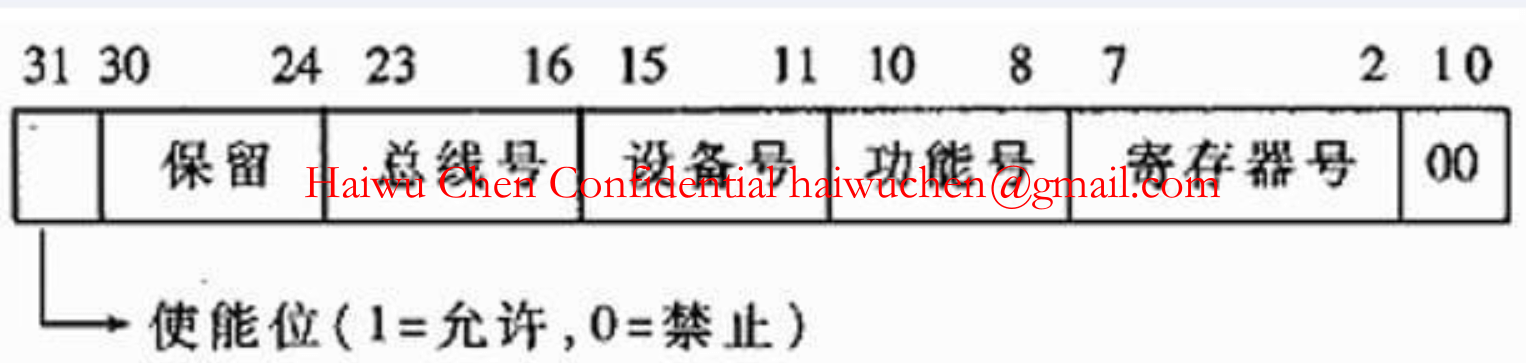 31 30 24 23 16 15 11 10 8 7 2 1 0
保留 总线号 设备号 功能号 寄存器号 00
Haiwu Chen Confidential haiwuchen@gmail.com
使能位(1=允许,0=禁止)